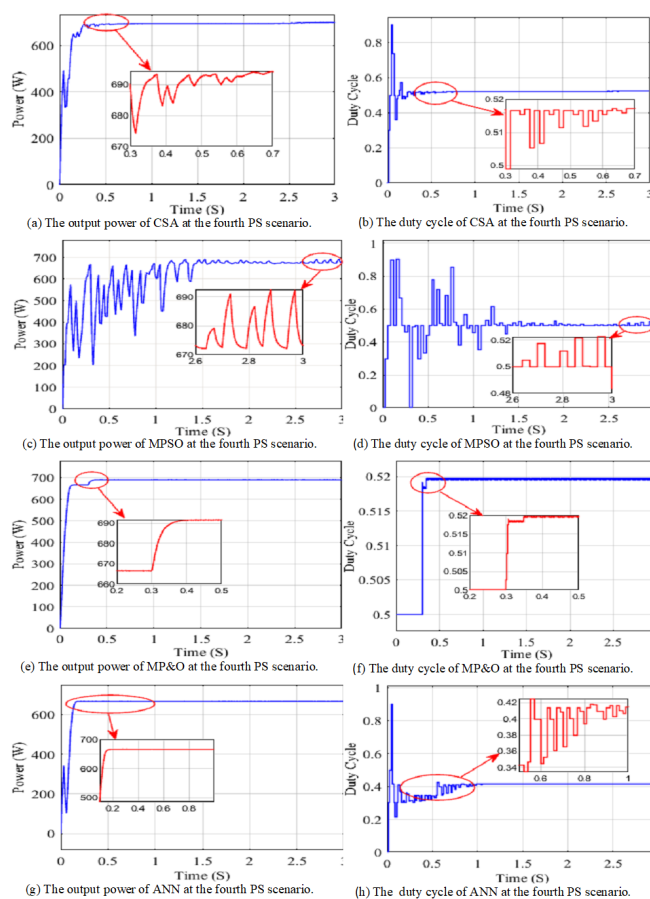 700
600
400
200
0
Power (W)
690
680
670
0.3 0.4 0.5 0.6 0.7
0 0.5 1 1.5 2 2.5 3
Time (S)
(a) The output power of CSA at the fourth PS scenario.
1
0.8
0.6
0.4
0.2
0
Duty Cycle
0.52
0.51
0.5
0.3 0.4 0.5 0.6 0.7
0 0.5 1 1.5 2 2.5 3
Time (S)
(b) The duty cycle of CSA at the fourth PS scenario.
700
600
500
400
300
200
100
0
Power (W)
690
680
670
2.6 2.8 3
0 0.5 1 1.5 2 2.5 3
Time (S)
(c) The output power of MPSO at the fourth PS scenario.
1
0.8
0.6
0.4
0.2
0
Duty Cycle
0.52
0.5
0.48
2.6 2.8 3
0 0.5 1 1.5 2 2.5 3
Time (S)
(d) The duty cycle of MPSO at the fourth PS scenario.
700
600
500
400
300
200
100
0
Power (W)
690
680
670
660
0.2 0.3 0.4 0.5
0 0.5 1 1.5 2 2.5 3
Time (S)
(e) The output power of MP&O at the fourth PS scenario.
0.52
0.515
0.51
0.505
0.5
Duty Cycle
0.52
0.515
0.51
0.505
0.5
0.2 0.3 0.4 0.5
0 0.5 1 1.5 2 2.5
Time (S)
(f) The duty cycle of MP&O at the fourth PS scenario.
600
400
200
0
Power (W)
700
600
500
0.2 0.4 0.6 0.8
0 0.5 1 1.5 2 2.5 3
Time (S)
(g) The output power of ANN at the fourth PS scenario.
1
0.8
0.6
0.4
0.2
0
Duty Cycle
0.42
0.4
0.38
0.36
0.34
0.6 0.8 1
0 0.5 1 1.5 2 2.5
Time (S)
(h) The duty cycle of ANN at the fourth PS scenario.